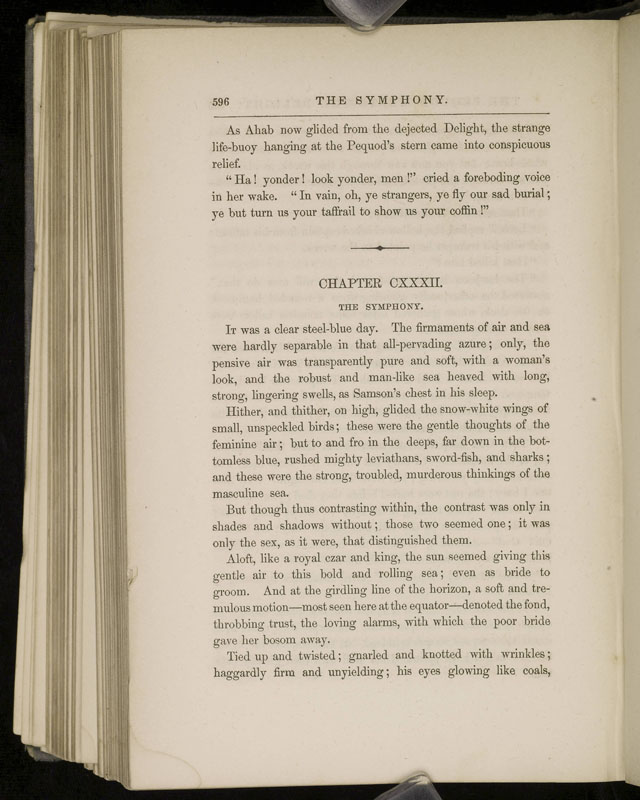 596 THE SYMPHONY.
As Ahab now glided from the dejected Delight, the strange
life-buoy hanging at the Pequod's stern came into conspicuous
relief.
“Ha! yonder! look yonder, men!” cried a foreboding voice
in her wake. “In vain, oh, ye strangers, ye fly our sad burial;
ye but turn us your taffrail to show us your coffin!”
CHAPTER CXXXII.
THE SYMPHONY.
It was a clear steel-blue day. The firmaments of air and sea
were hardly separable in that all-pervading azure; only, the
pensive air was transparently pure and soft, with a woman's
look, and the robust and man-like sea heaved with long,
strong, lingering swells, as Samson's chest in his sleep.
Hither, and thither, on high, glided the snow-white wings of
small, unspeckled birds; these were the gentle thoughts of the
feminine air; but to and fro in the deeps, far down in the bot-
tomless blue, rushed mighty leviathans, sword-fish, and sharks;
and these were the strong, troubled, murderous thinkings of the
masculine sea.
But though thus contrasting within, the contrast was only in
shades and shadows without; those two seemed one; it was
only the sex, as it were, that distinguished them.
Aloft, like a royal czar and king, the sun seemed giving this
gentle air to this bold and rolling sea; even as bride to
groom. And at the girdling line of the horizon, a soft and tre-
mulous motion—most seen here at the equator—denoted the fond,
throbbing trust, the loving alarms, with which the poor bride
gave her bosom away.
Tied up and twisted; gnarled and knotted with wrinkles;
haggardly firm and unyielding; his eyes glowing like coals,